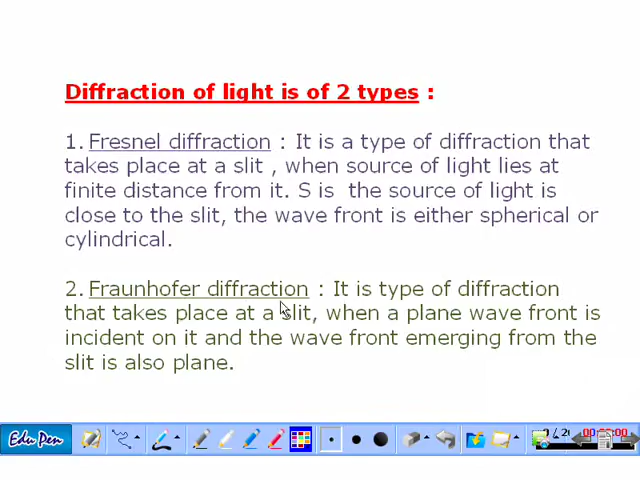 Diffraction of light is of 2 types :
1. Fresnel diffraction : It is a type of diffraction that
takes place at a slit , when source of light lies at
finite distance from it. S is the source of light is
close to the slit, the wave front is either spherical or
cylindrical.
2. Fraunhofer diffraction : It is type of diffraction
that takes place at a slit, when a plane wave front is
incident on it and the wave front emerging from the
slit is also plane.
Edu Pen